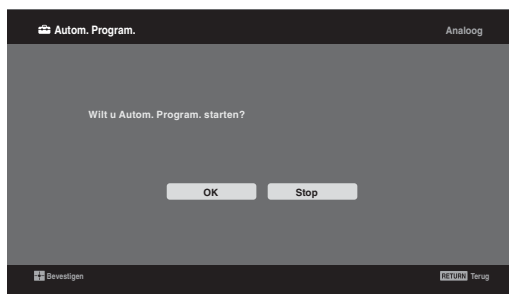 Autom. Program.
Analoog
Wilt u Autom. Program. starten?
OK
Stop
Bevestigen
RETURN Terug